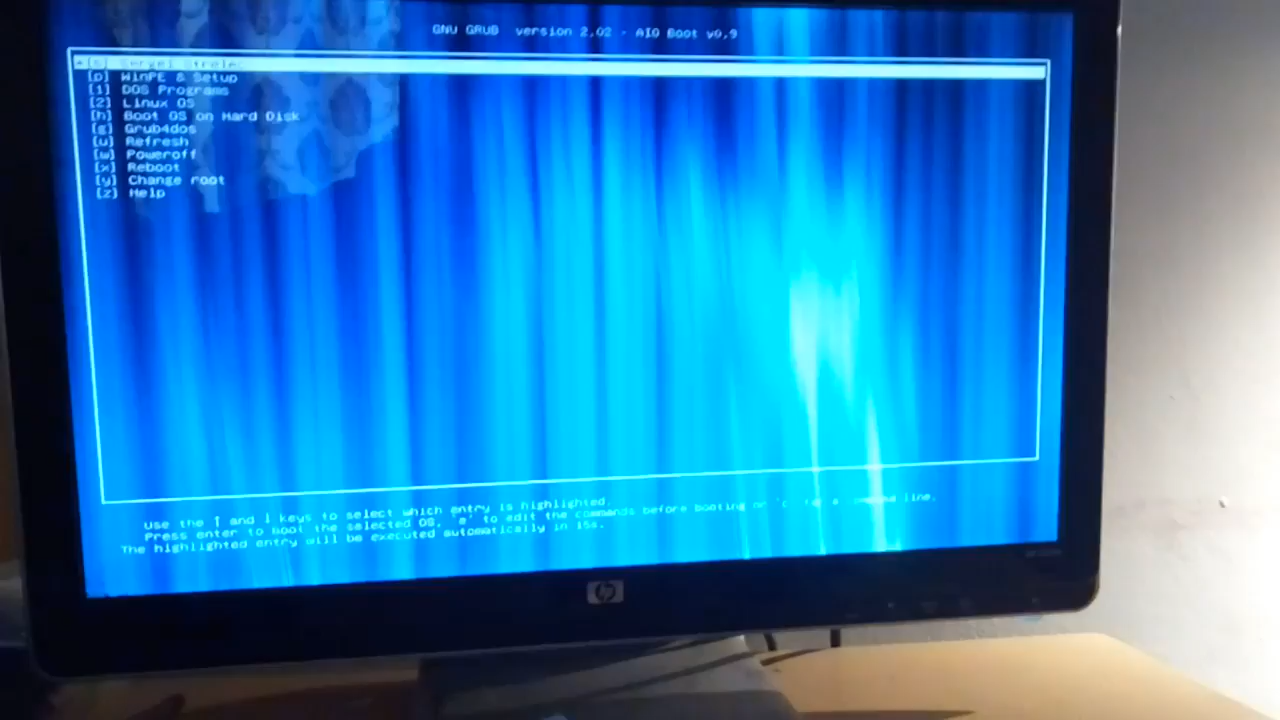 GNU GRUB version 2.02 - AIO Boot v0.9
*[s] Sergei Strelec
[p] WinPE & Setup
[1] DOS Programs
[2] Linux OS
[h] Boot OS on Hard Disk
[g] Grub4dos
[u] Refresh
[w] Poweroff
[x] Reboot
[y] Change root
[z] Help
Use the ↑ and ↓ keys to select which entry is highlighted.
Press enter to boot the selected OS, 'e' to edit the commands before booting or 'c' for a command line.
The highlighted entry will be executed automatically in 15s.
hp